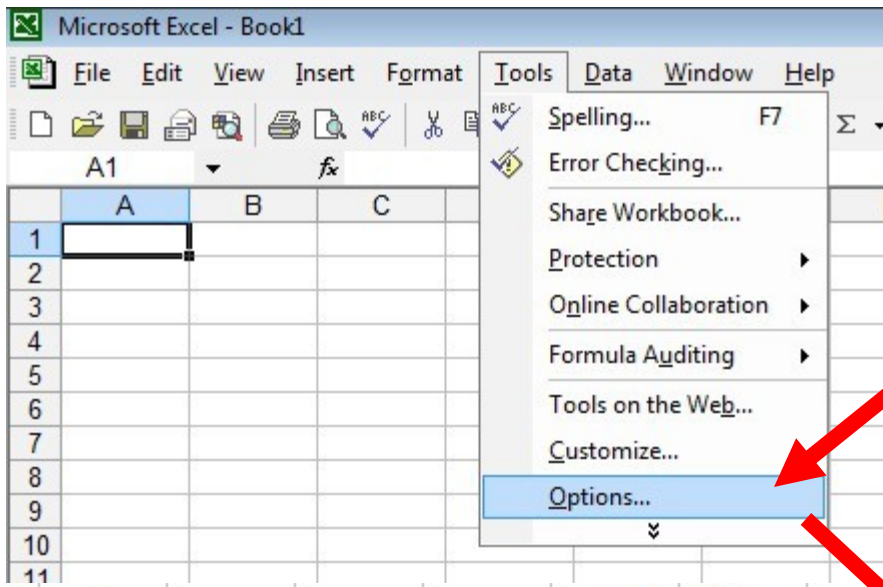 Microsoft Excel - Book1
File Edit View Insert Format Tools Data Window Help
ABC ABC Σ
A1 fx
Spelling... F7
Error Checking...
Share Workbook...
Protection
Online Collaboration
Formula Auditing
Tools on the Web...
Customize...
Options...
A B C
1
2
3
4
5
6
7
8
9
10
11